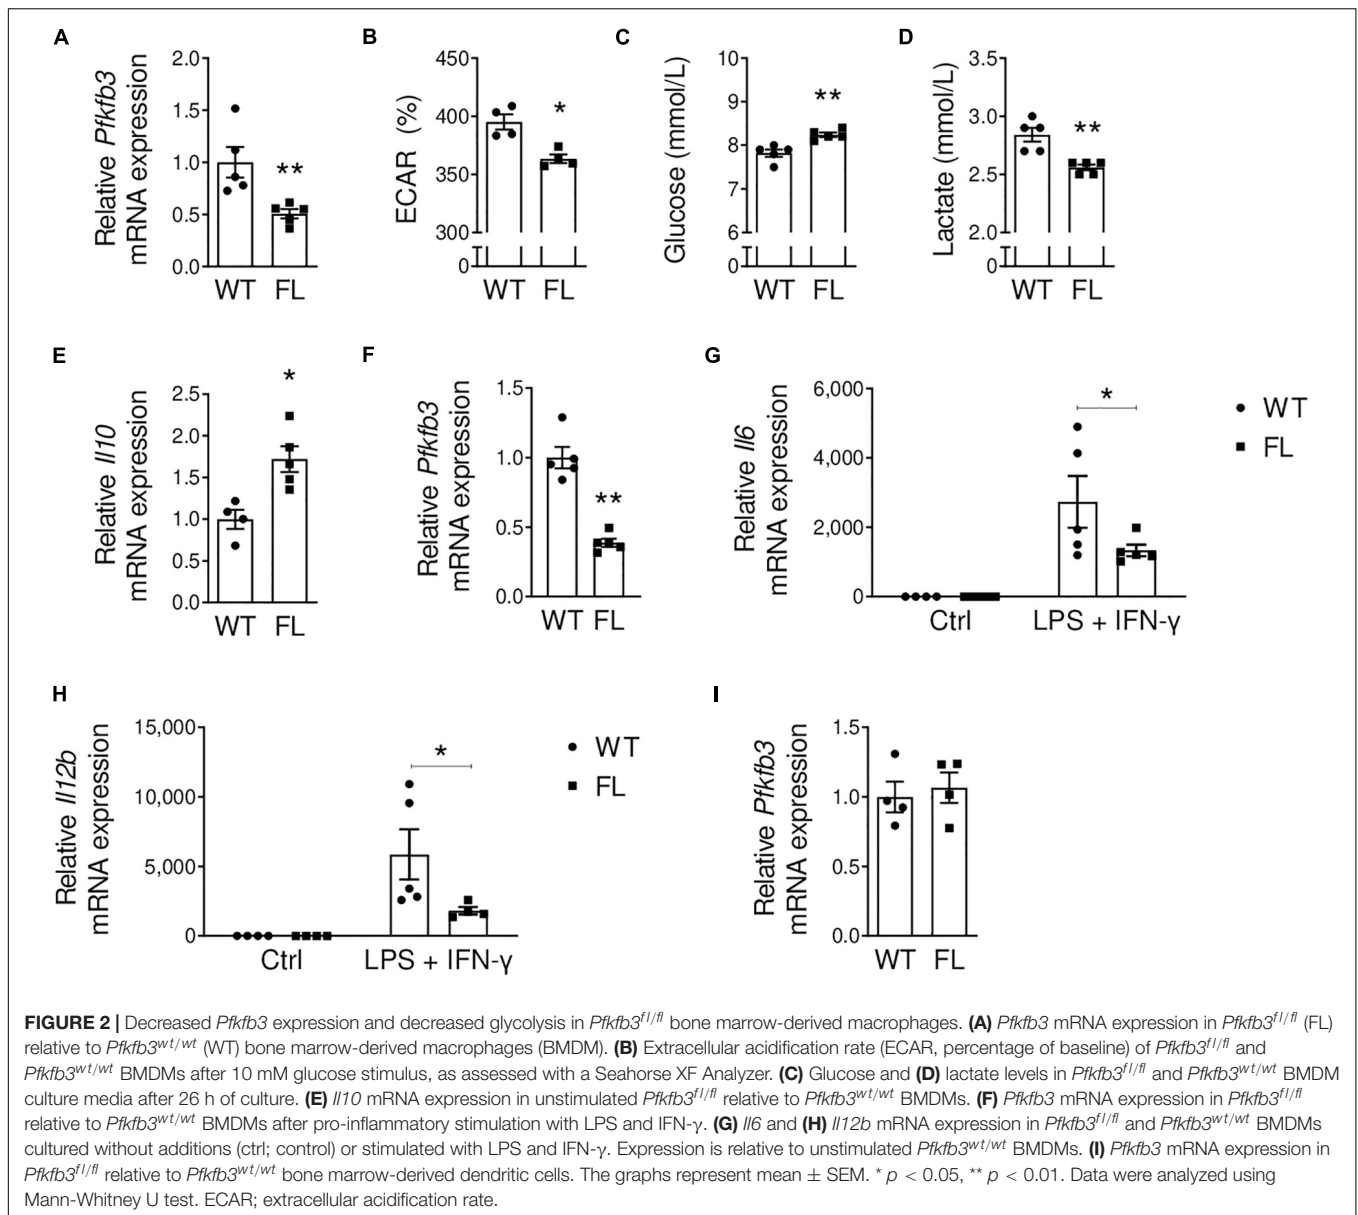 A
Relative Pfkfb3
mRNA expression
2.0
1.5
1.0
0.5
0.0
**
WT FL
B
ECAR (%)
450
400
350
300
0
*
WT FL
C
Glucose (mmol/L)
10
9
8
7
6
0
**
WT FL
D
Lactate (mmol/L)
3.5
3.0
2.5
2.0
0
**
WT FL
E
Relative Il10
mRNA expression
2.5
2.0
1.5
1.0
0.5
0.0
*
WT FL
F
Relative Pfkfb3
mRNA expression
1.5
1.0
0.5
0.0
**
WT FL
G
Relative Il6
mRNA expression
6,000
4,000
2,000
0
*
Ctrl LPS + IFN-γ
WT
FL
H
Relative Il12b
mRNA expression
15,000
10,000
5,000
0
*
Ctrl LPS + IFN-γ
WT
FL
I
Relative Pfkfb3
mRNA expression
1.5
1.0
0.5
0.0
WT FL
FIGURE 2 | Decreased Pfkfb3 expression and decreased glycolysis in Pfkfb3fl/fl bone marrow-derived macrophages. (A) Pfkfb3 mRNA expression in Pfkfb3fl/fl (FL)
relative to Pfkfb3wt/wt (WT) bone marrow-derived macrophages (BMDM). (B) Extracellular acidification rate (ECAR, percentage of baseline) of Pfkfb3fl/fl and
Pfkfb3wt/wt BMDMs after 10 mM glucose stimulus, as assessed with a Seahorse XF Analyzer. (C) Glucose and (D) lactate levels in Pfkfb3fl/fl and Pfkfb3wt/wt BMDM
culture media after 26 h of culture. (E) Il10 mRNA expression in unstimulated Pfkfb3fl/fl relative to Pfkfb3wt/wt BMDMs. (F) Pfkfb3 mRNA expression in Pfkfb3fl/fl
relative to Pfkfb3wt/wt BMDMs after pro-inflammatory stimulation with LPS and IFN-γ. (G) Il6 and (H) Il12b mRNA expression in Pfkfb3fl/fl and Pfkfb3wt/wt BMDMs
cultured without additions (ctrl; control) or stimulated with LPS and IFN-γ. Expression is relative to unstimulated Pfkfb3wt/wt BMDMs. (I) Pfkfb3 mRNA expression in
Pfkfb3fl/fl relative to Pfkfb3wt/wt bone marrow-derived dendritic cells. The graphs represent mean ± SEM. * p < 0.05, ** p < 0.01. Data were analyzed using
Mann-Whitney U test. ECAR; extracellular acidification rate.